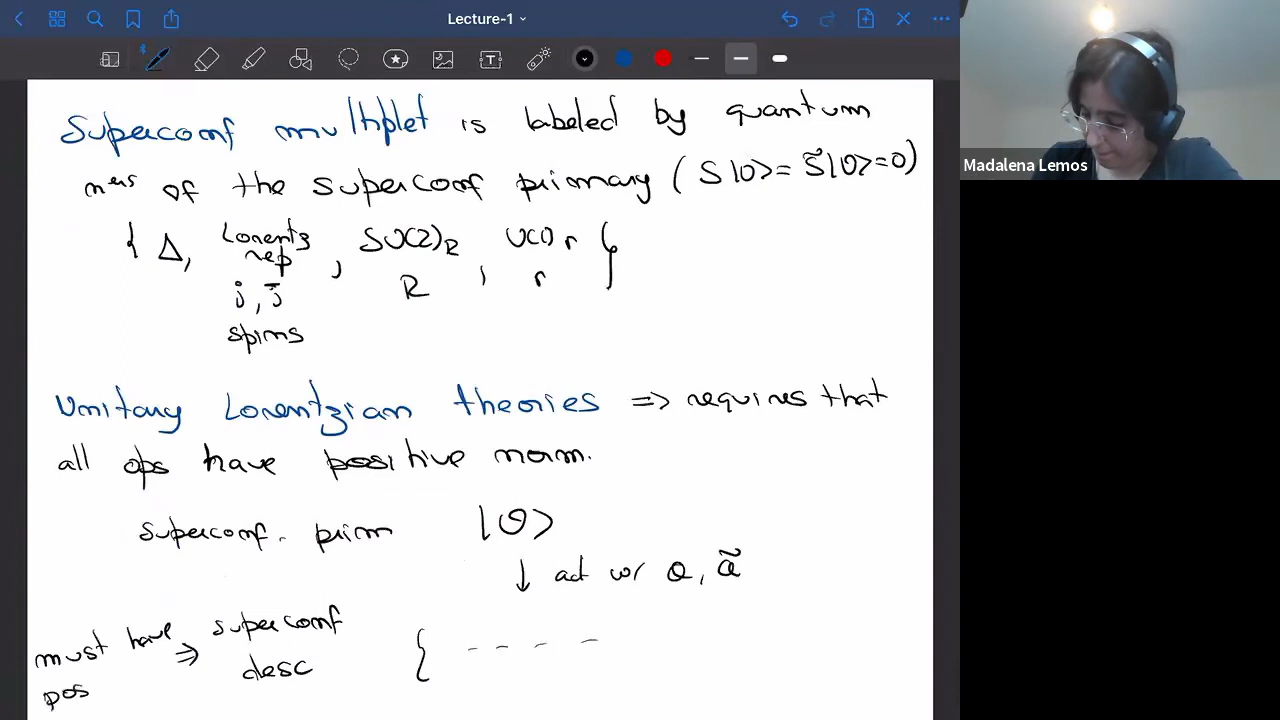 Lecture-1
Madalena Lemos
Superconf multiplet is labeled by quantum
n^ers of the superconf primary ( S|O> = S̃|O> = 0 )
{ Δ, Lorentz rep , SU(2)_R , U(1)_r }
j, j̄ R r
spins
Unitary Lorentzian theories => requires that
all ops have positive norm.
superconf. prim |O>
↓ act w/ Q, Q̃
must have pos => superconf desc { - - - -